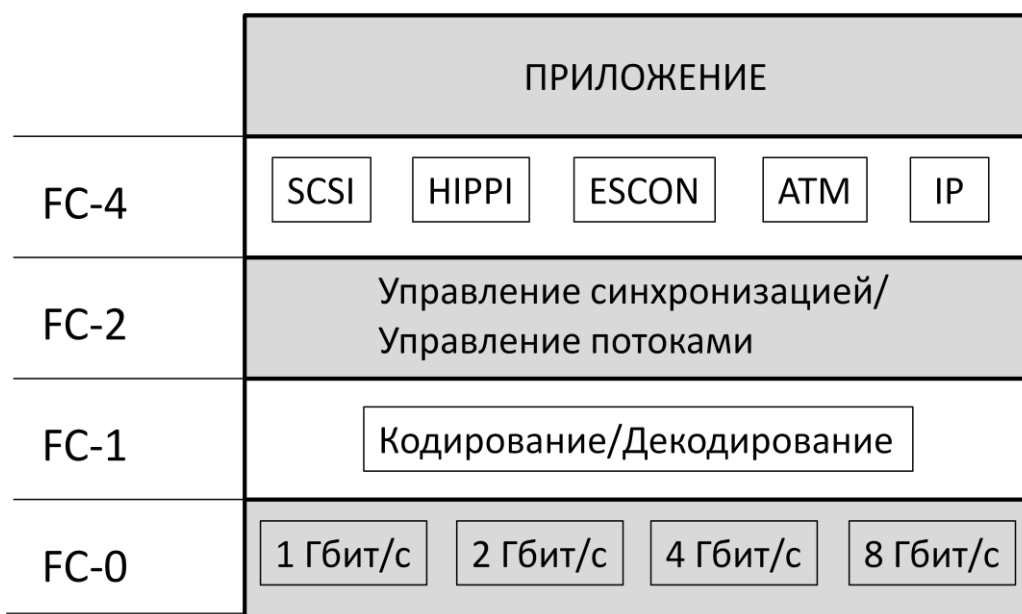 ПРИЛОЖЕНИЕ
FC-4
SCSI HIPPI ESCON ATM IP
FC-2
Управление синхронизацией/
Управление потоками
FC-1
Кодирование/Декодирование
FC-0
1 Гбит/с 2 Гбит/с 4 Гбит/с 8 Гбит/с